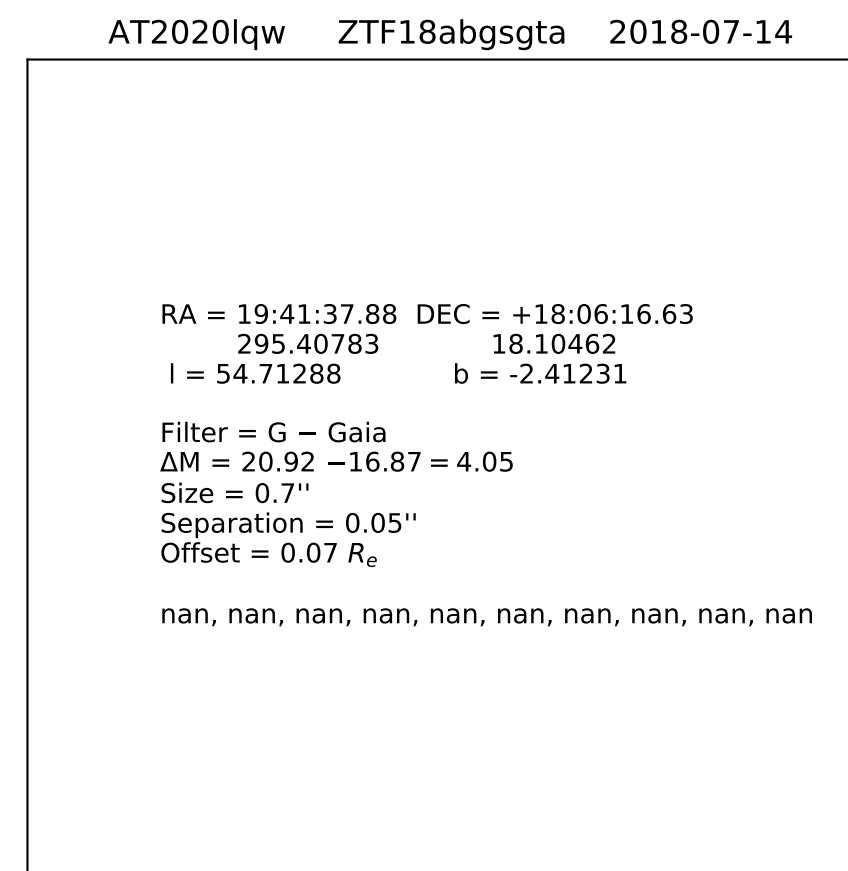 AT2020lqw ZTF18abgsgta 2018-07-14
RA = 19:41:37.88 DEC = +18:06:16.63
295.40783 18.10462
l = 54.71288 b = -2.41231
Filter = G − Gaia
ΔM = 20.92 −16.87 = 4.05
Size = 0.7''
Separation = 0.05''
Offset = 0.07 Re
nan, nan, nan, nan, nan, nan, nan, nan, nan, nan